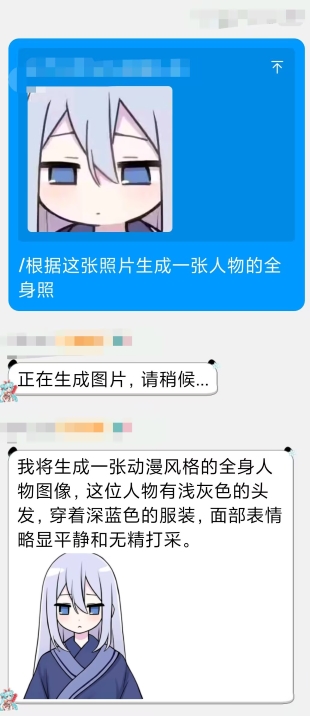 /根据这张照片生成一张人物的全
身照
正在生成图片，请稍候...
我将生成一张动漫风格的全身人
物图像，这位人物有浅灰色的头
发，穿着深蓝色的服装，面部表情
略显平静和无精打采。